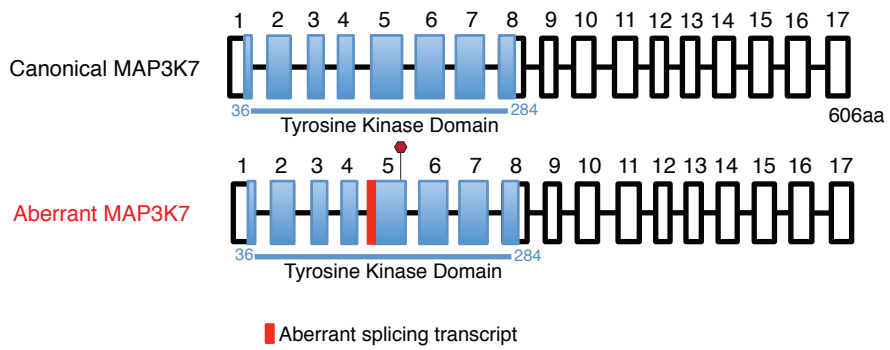 1 2 3 4 5 6 7 8 9 10 11 12 13 14 15 16 17
Canonical MAP3K7
36 284
Tyrosine Kinase Domain
606aa
1 2 3 4 5 6 7 8 9 10 11 12 13 14 15 16 17
Aberrant MAP3K7
36 284
Tyrosine Kinase Domain
Aberrant splicing transcript